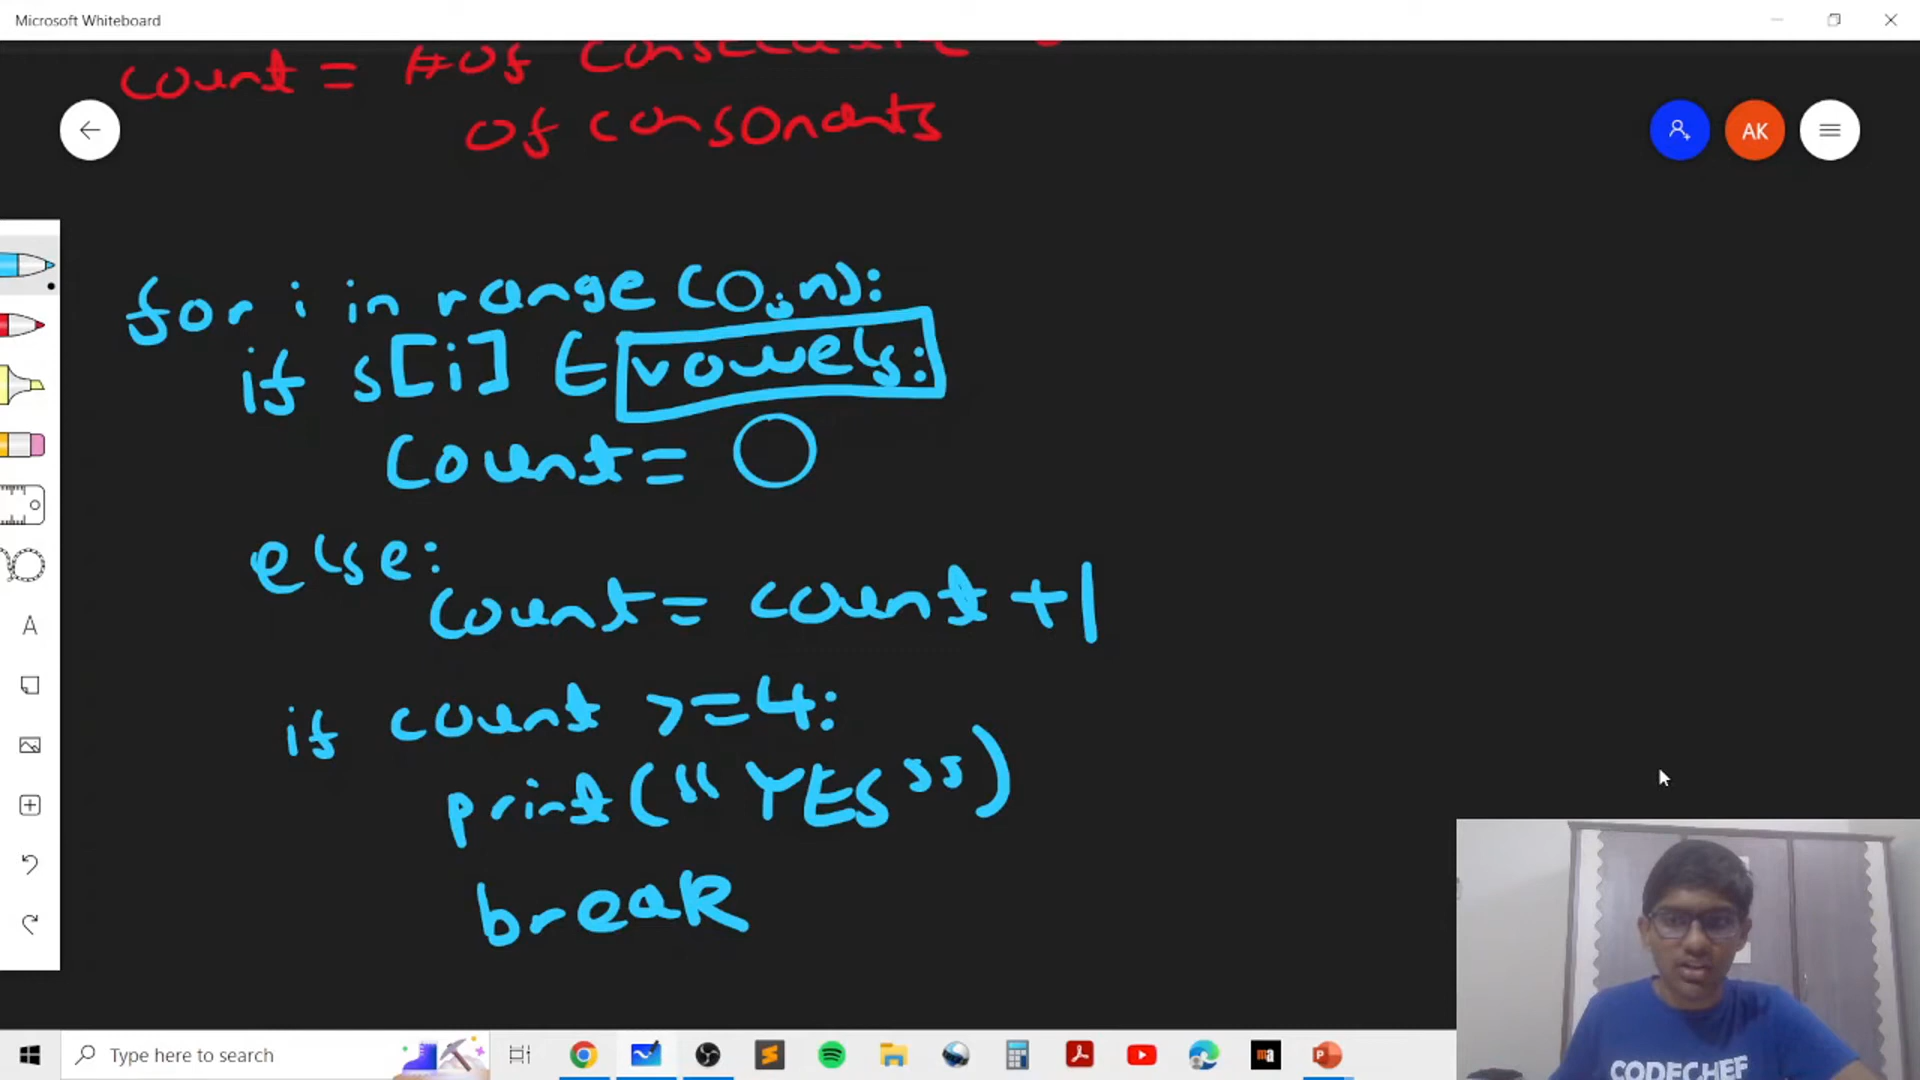 Microsoft Whiteboard
count = # of
of consonants
AK
for i in range (0,n):
if s[i] ∈ vowels:
count = 0
else:
count = count +1
if count >=4:
print("YES")
break
A
Type here to search
ma
P
CODECHEF